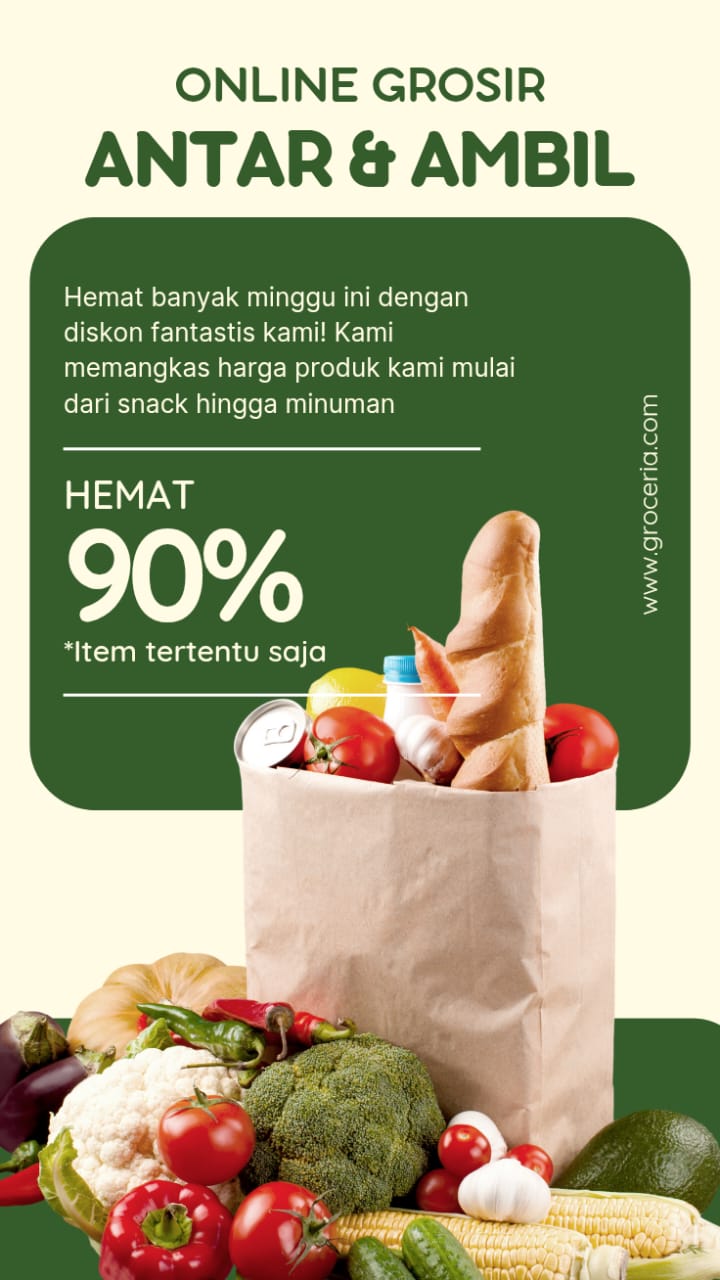 ONLINE GROSIR
ANTAR & AMBIL
Hemat banyak minggu ini dengan
diskon fantastis kami! Kami
memangkas harga produk kami mulai
dari snack hingga minuman
HEMAT
90%
*Item tertentu saja
www.groceria.com